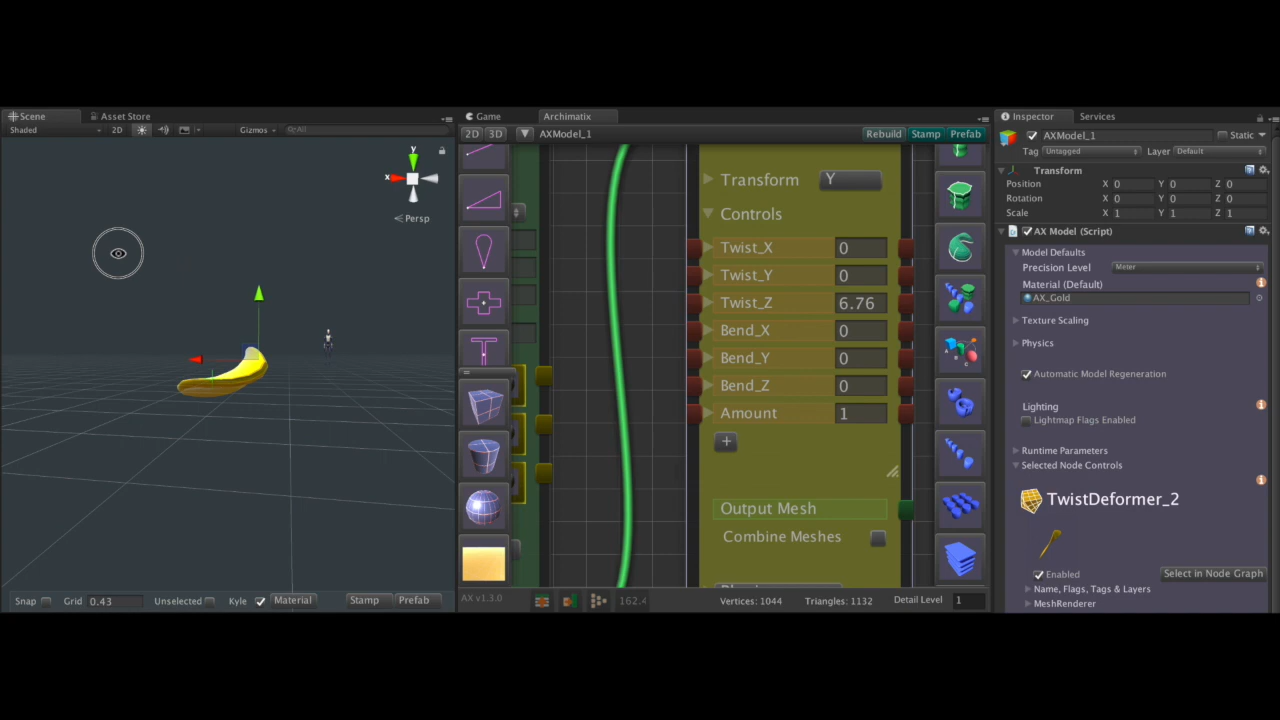 Scene
Asset Store
Shaded
2D
Gizmos
All
y
x
Persp
Snap
Grid 0.43
Unselected
Kyle
Material
Stamp
Prefab
Game
Archimatix
2D 3D
AXModel_1
Rebuild
Stamp
Prefab
Transform Y
Controls
Twist_X 0
Twist_Y 0
Twist_Z 6.76
Bend_X 0
Bend_Y 0
Bend_Z 0
Amount 1
+
Output Mesh
Combine Meshes
AX v1.3.0
162.4
Vertices: 1044
Triangles: 1132
Detail Level 1
Inspector
Services
AXModel_1
Static
Tag Untagged
Layer Default
Transform
Position X 0 Y 0 Z 0
Rotation X 0 Y 0 Z 0
Scale X 1 Y 1 Z 1
AX Model (Script)
Model Defaults
Precision Level Meter
Material (Default)
AX_Gold
Texture Scaling
Physics
Automatic Model Regeneration
Lighting
Lightmap Flags Enabled
Runtime Parameters
Selected Node Controls
TwistDeformer_2
Enabled
Select in Node Graph
Name, Flags, Tags & Layers
MeshRenderer